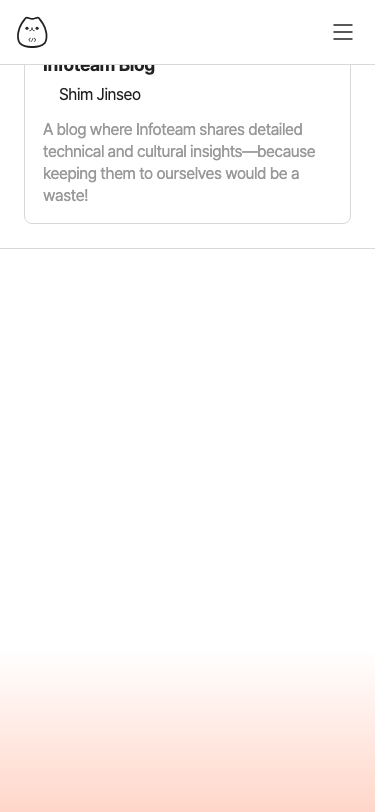 Infoteam Blog
Shim Jinseo
A blog where Infoteam shares detailed
technical and cultural insights—because
keeping them to ourselves would be a
waste!